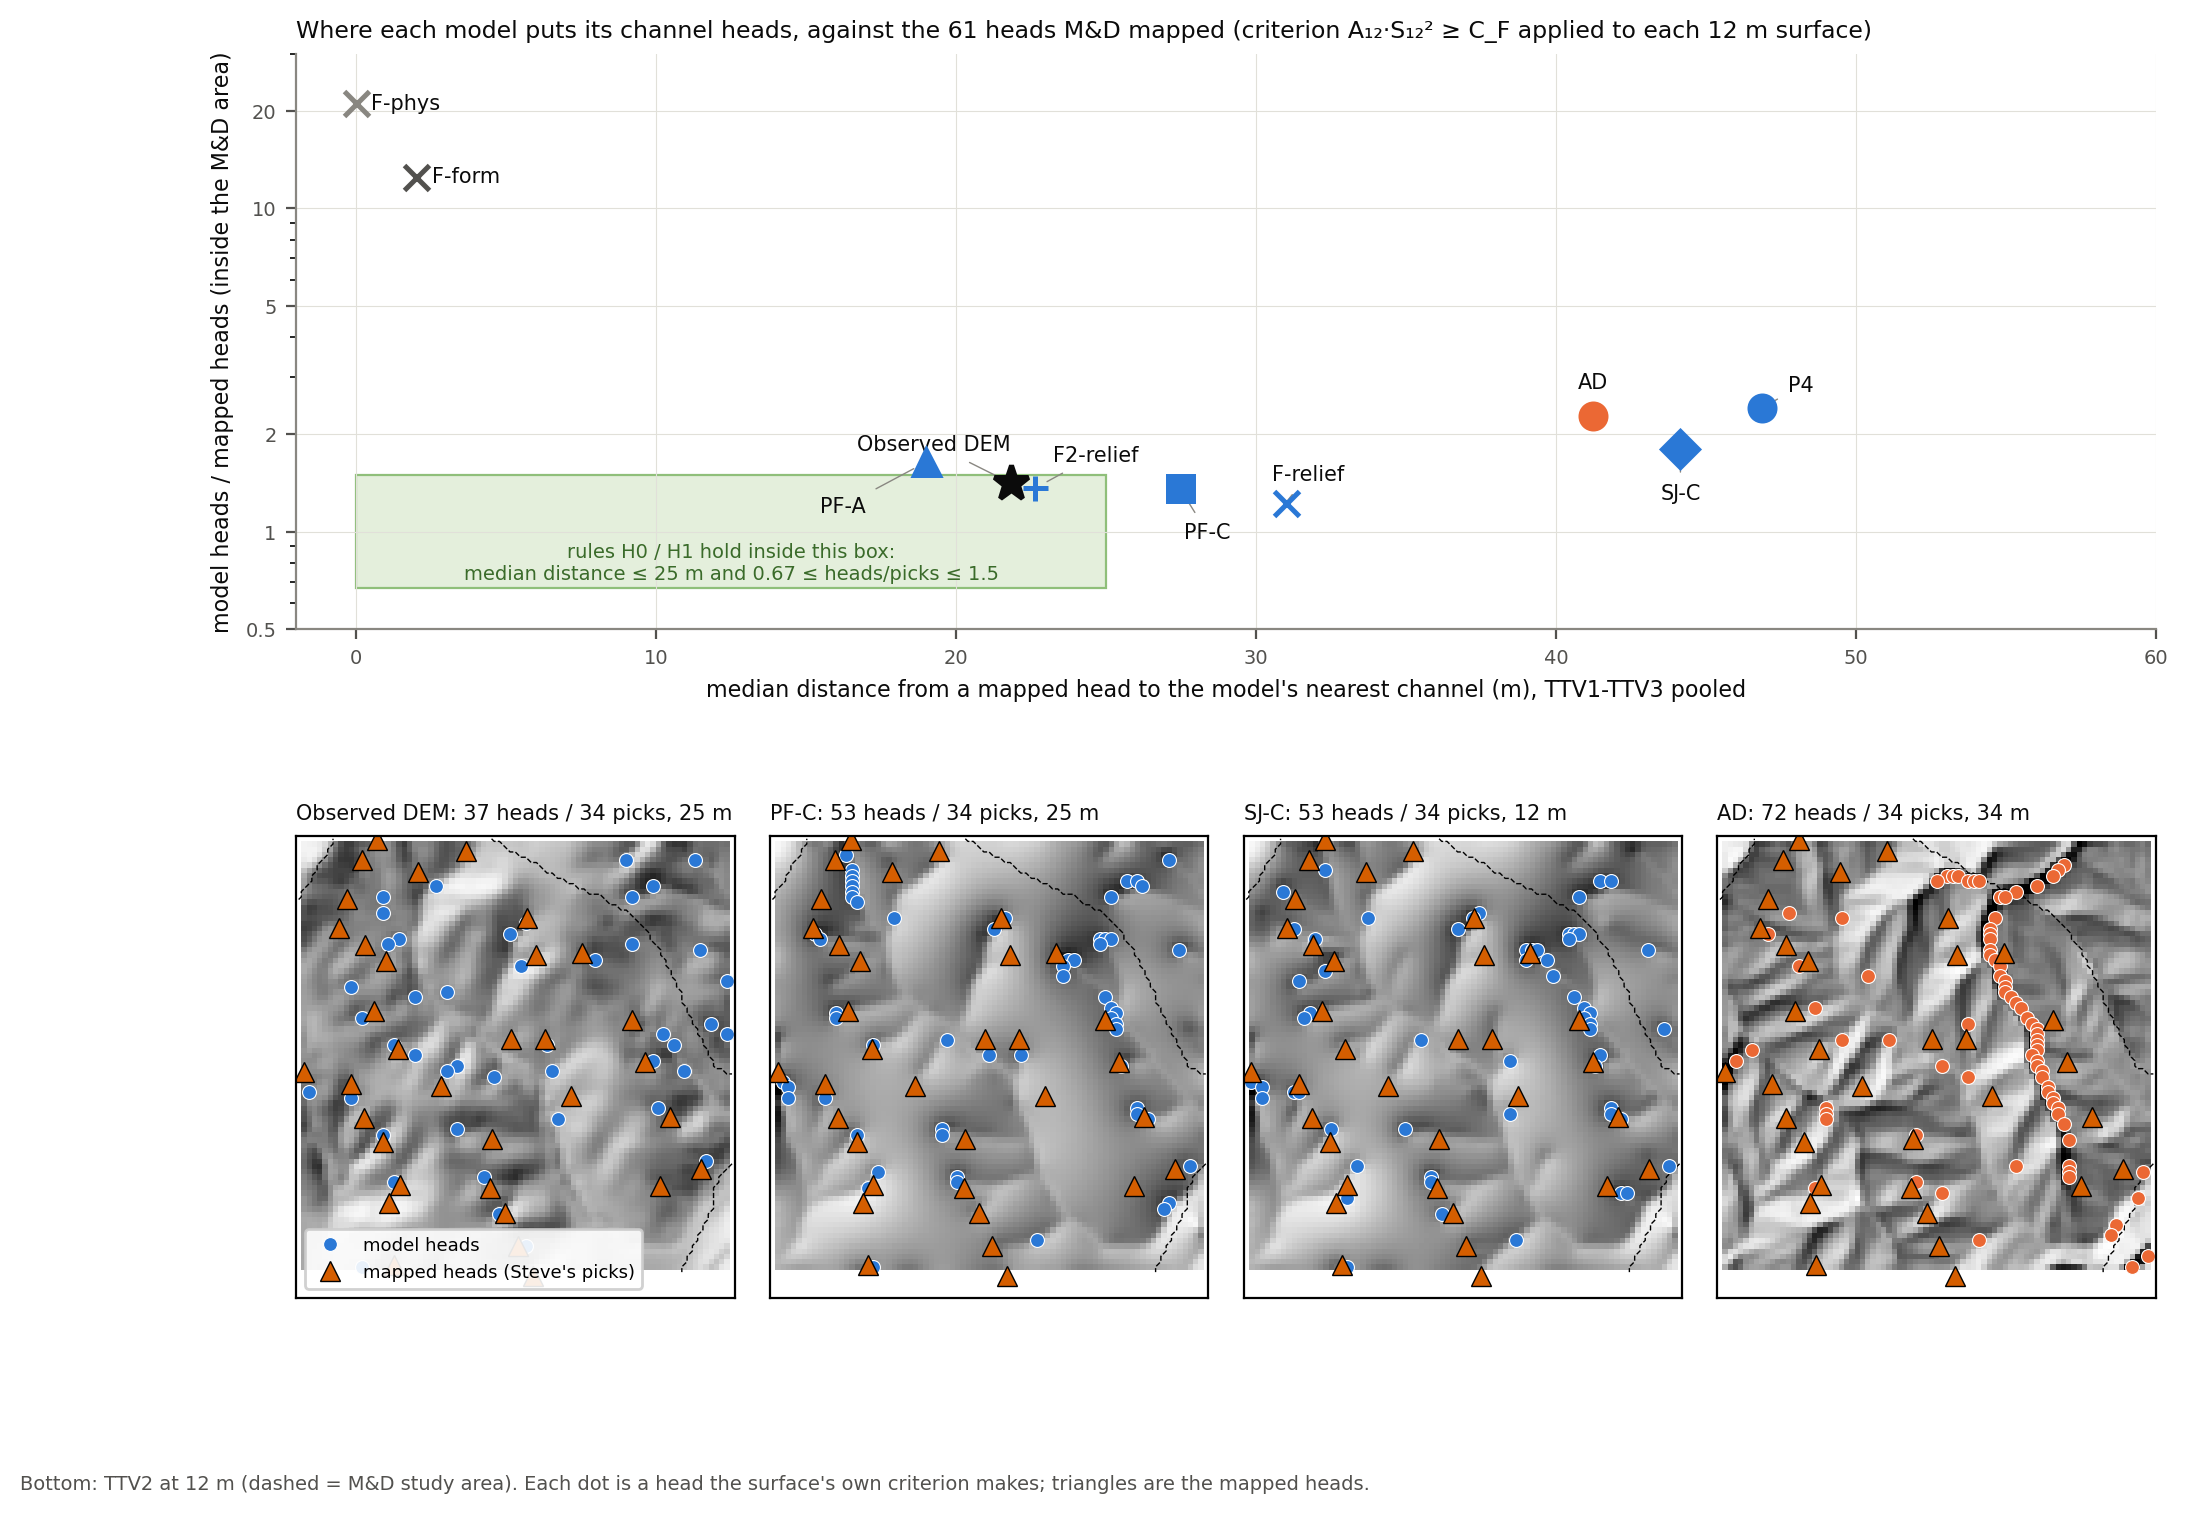 Where each model puts its channel heads, against the 61 heads M&D mapped (criterion A₁₂·S₁₂² ≥ C_F applied to each 12 m surface)
model heads / mapped heads (inside the M&D area)
20
10
5
2
1
0.5
F-phys
F-form
AD
P4
Observed DEM
F2-relief
F-relief
SJ-C
PF-A
PF-C
rules H0 / H1 hold inside this box:
median distance ≤ 25 m and 0.67 ≤ heads/picks ≤ 1.5
0
10
20
30
40
50
60
median distance from a mapped head to the model's nearest channel (m), TTV1-TTV3 pooled
Observed DEM: 37 heads / 34 picks, 25 m
PF-C: 53 heads / 34 picks, 25 m
SJ-C: 53 heads / 34 picks, 12 m
AD: 72 heads / 34 picks, 34 m
model heads
mapped heads (Steve's picks)
Bottom: TTV2 at 12 m (dashed = M&D study area). Each dot is a head the surface's own criterion makes; triangles are the mapped heads.